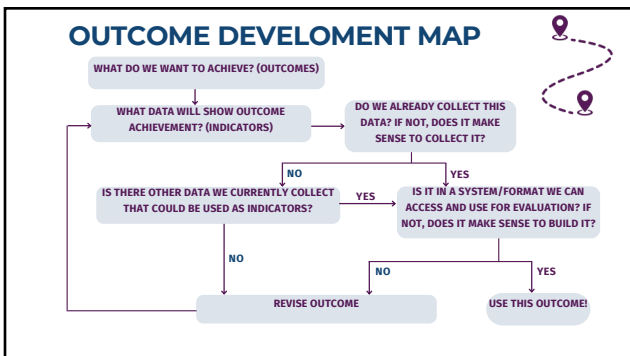 OUTCOME DEVELOMENT MAP
WHAT DO WE WANT TO ACHIEVE? (OUTCOMES)
WHAT DATA WILL SHOW OUTCOME
ACHIEVEMENT? (INDICATORS)
DO WE ALREADY COLLECT THIS
DATA? IF NOT, DOES IT MAKE
SENSE TO COLLECT IT?
NO
YES
IS THERE OTHER DATA WE CURRENTLY COLLECT
THAT COULD BE USED AS INDICATORS?
YES
IS IT IN A SYSTEM/FORMAT WE CAN
ACCESS AND USE FOR EVALUATION? IF
NOT, DOES IT MAKE SENSE TO BUILD IT?
NO
NO
YES
REVISE OUTCOME
USE THIS OUTCOME!